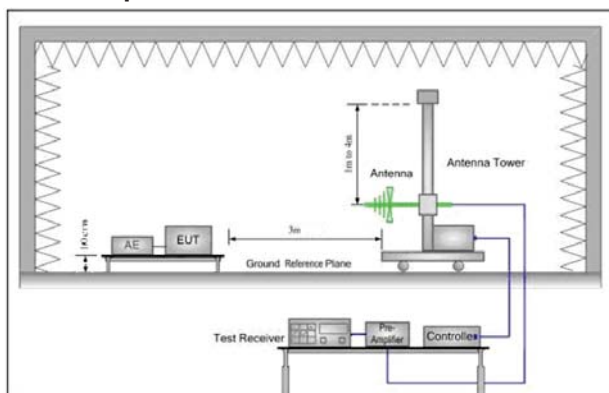 1m to 4m
Antenna Tower
Antenna
3m
AE
EUT
Ground Reference Plane
Test Receiver
Pre-
Amplifier
Controller